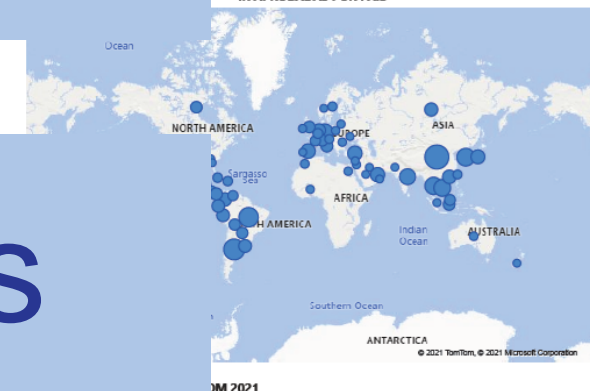 Ocean
NORTH AMERICA
EUROPE
ASIA
Sargasso
Sea
AFRICA
H AMERICA
Indian
Ocean
AUSTRALIA
s
Southern Ocean
ANTARCTICA
© 2021 TomTom, © 2021 Microsoft Corporation
OM 2021